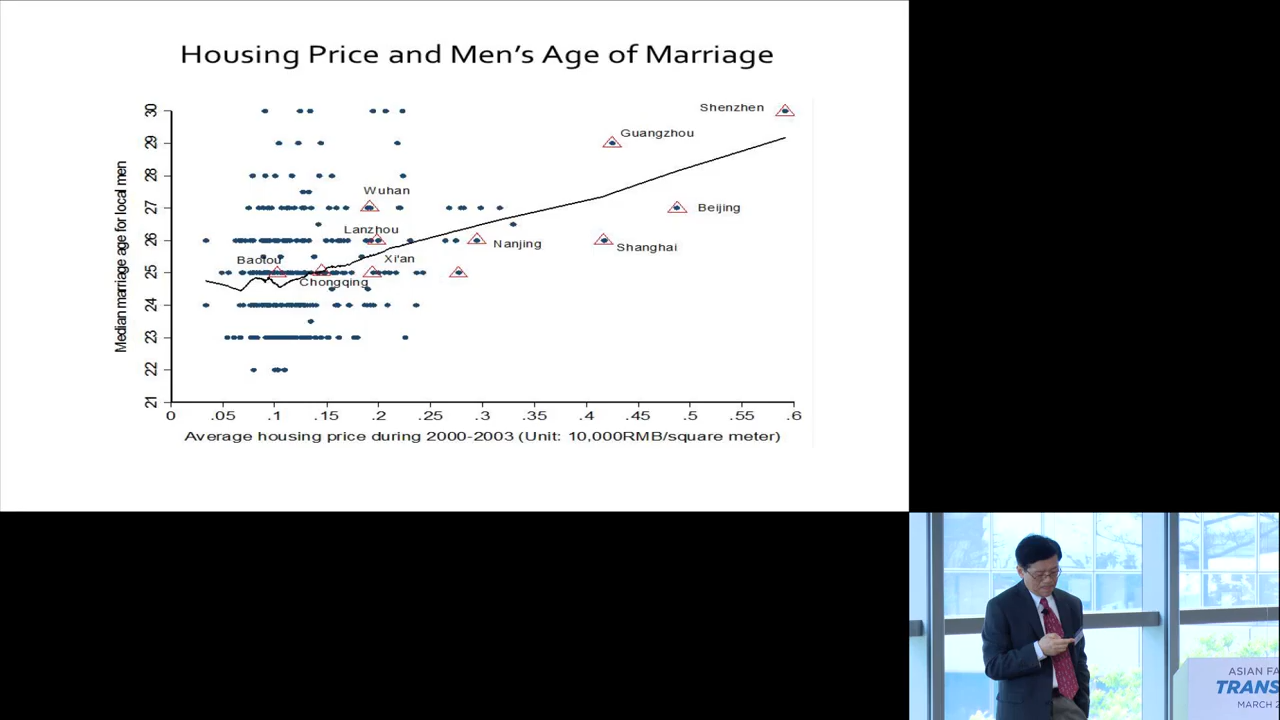 Housing Price and Men's Age of Marriage
Median marriage age for local men
30
29
28
27
26
25
24
23
22
21
Shenzhen
Guangzhou
Wuhan
Beijing
Lanzhou
Nanjing
Shanghai
Baotou
Xi'an
Chongqing
0 .05 .1 .15 .2 .25 .3 .35 .4 .45 .5 .55 .6
Average housing price during 2000-2003 (Unit: 10,000RMB/square meter)
ASIAN FA
TRANS
MARCH 2